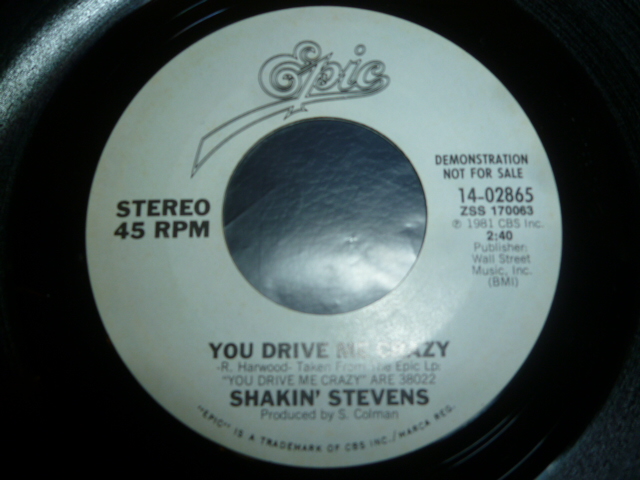 Epic
DEMONSTRATION
NOT FOR SALE
14-02865
ZSS 170063
℗ 1981 CBS Inc.
2:40
Publisher:
Wall Street
Music, Inc.
(BMI)
STEREO
45 RPM
YOU DRIVE ME CRAZY
-R. Harwood- Taken From The Epic Lp:
"YOU DRIVE ME CRAZY" ARE 38022
SHAKIN' STEVENS
Produced by S. Colman
"EPIC" IS A TRADEMARK OF CBS INC./MARCA REG.